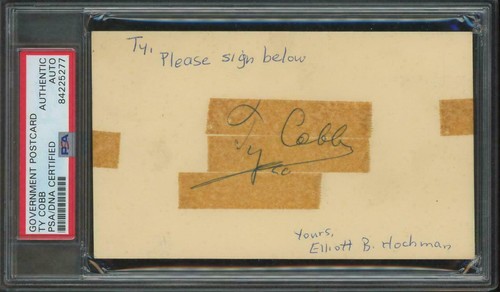 GOVERNMENT POSTCARD
TY COBB
PSA/DNA CERTIFIED
AUTHENTIC
AUTO
84225277
PSA
Ty,
Please sign below
Ty Cobb
Yours,
Elliott B. Hochman